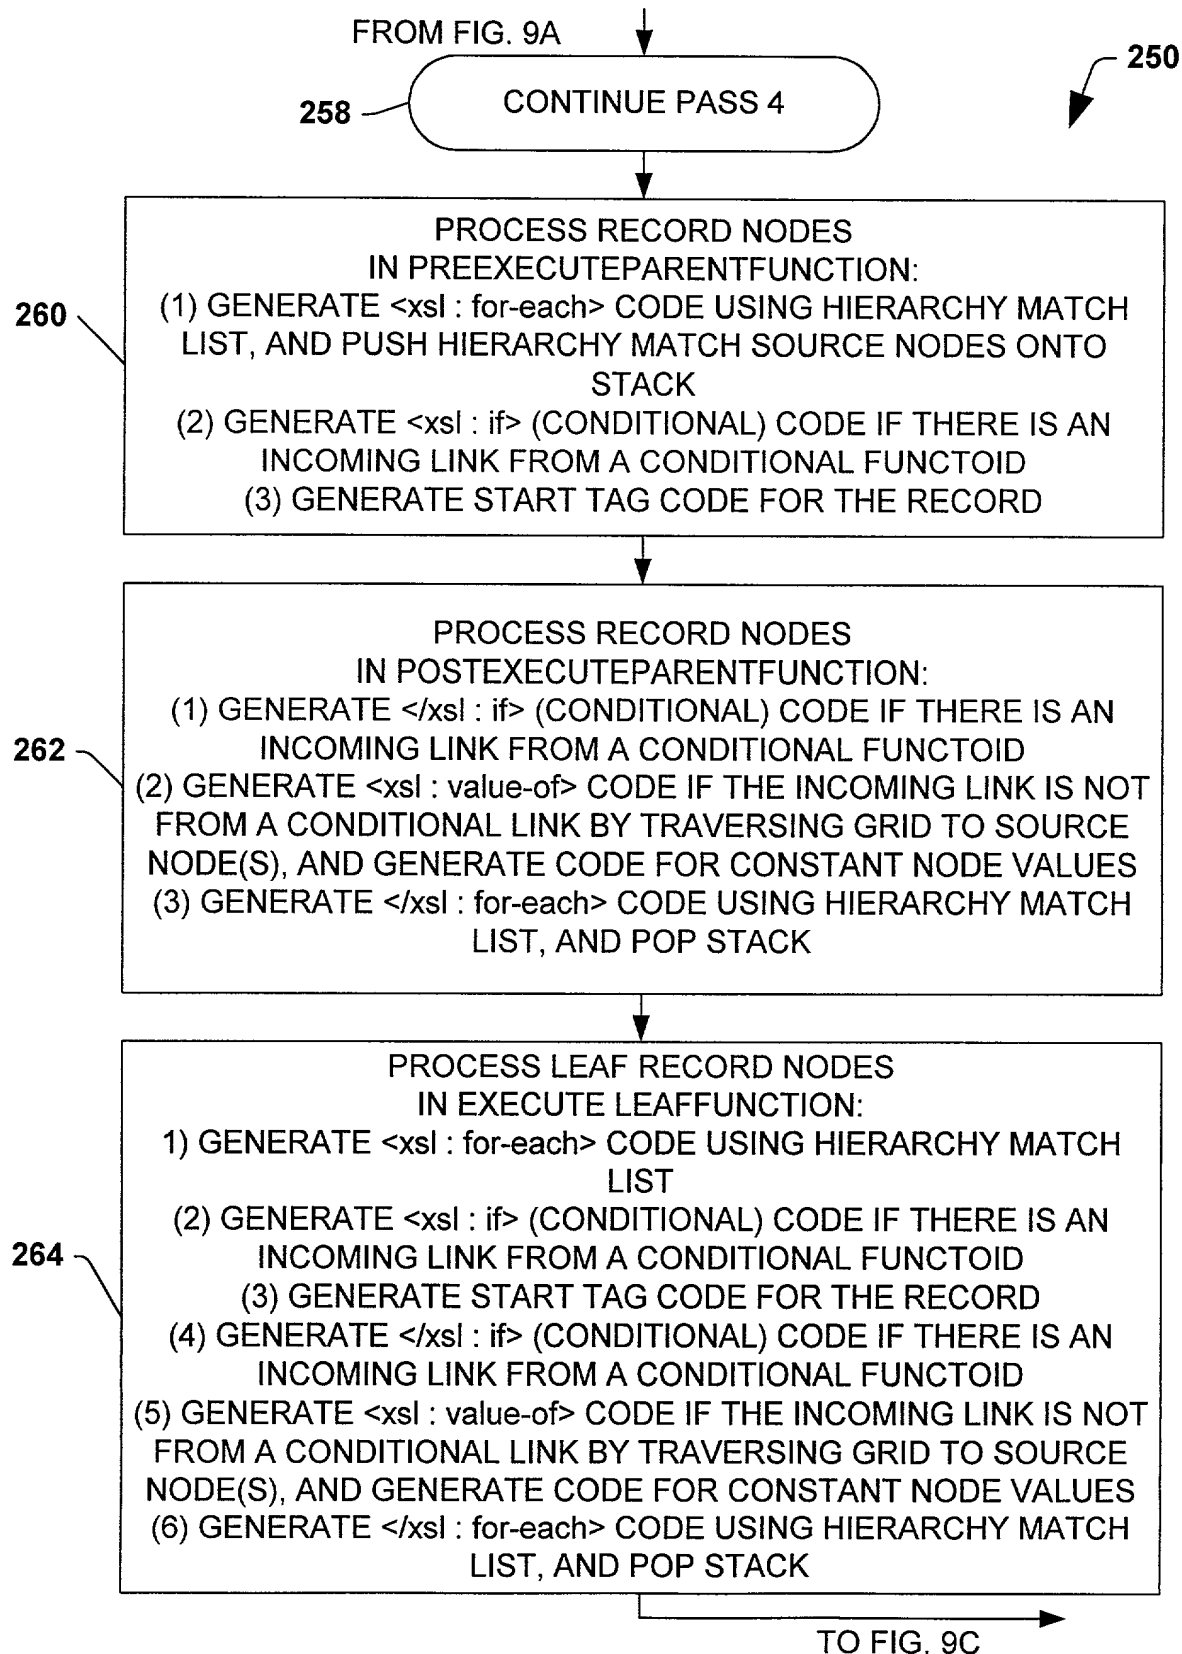 FROM FIG. 9A
250
258
CONTINUE PASS 4
260
PROCESS RECORD NODES
IN PREEXECUTEPARENTFUNCTION:
(1) GENERATE <xsl : for-each> CODE USING HIERARCHY MATCH
LIST, AND PUSH HIERARCHY MATCH SOURCE NODES ONTO
STACK
(2) GENERATE <xsl : if> (CONDITIONAL) CODE IF THERE IS AN
INCOMING LINK FROM A CONDITIONAL FUNCTOID
(3) GENERATE START TAG CODE FOR THE RECORD
262
PROCESS RECORD NODES
IN POSTEXECUTEPARENTFUNCTION:
(1) GENERATE </xsl : if> (CONDITIONAL) CODE IF THERE IS AN
INCOMING LINK FROM A CONDITIONAL FUNCTOID
(2) GENERATE <xsl : value-of> CODE IF THE INCOMING LINK IS NOT
FROM A CONDITIONAL LINK BY TRAVERSING GRID TO SOURCE
NODE(S), AND GENERATE CODE FOR CONSTANT NODE VALUES
(3) GENERATE </xsl : for-each> CODE USING HIERARCHY MATCH
LIST, AND POP STACK
264
PROCESS LEAF RECORD NODES
IN EXECUTE LEAFFUNCTION:
1) GENERATE <xsl : for-each> CODE USING HIERARCHY MATCH
LIST
(2) GENERATE <xsl : if> (CONDITIONAL) CODE IF THERE IS AN
INCOMING LINK FROM A CONDITIONAL FUNCTOID
(3) GENERATE START TAG CODE FOR THE RECORD
(4) GENERATE </xsl : if> (CONDITIONAL) CODE IF THERE IS AN
INCOMING LINK FROM A CONDITIONAL FUNCTOID
(5) GENERATE <xsl : value-of> CODE IF THE INCOMING LINK IS NOT
FROM A CONDITIONAL LINK BY TRAVERSING GRID TO SOURCE
NODE(S), AND GENERATE CODE FOR CONSTANT NODE VALUES
(6) GENERATE </xsl : for-each> CODE USING HIERARCHY MATCH
LIST, AND POP STACK
TO FIG. 9C